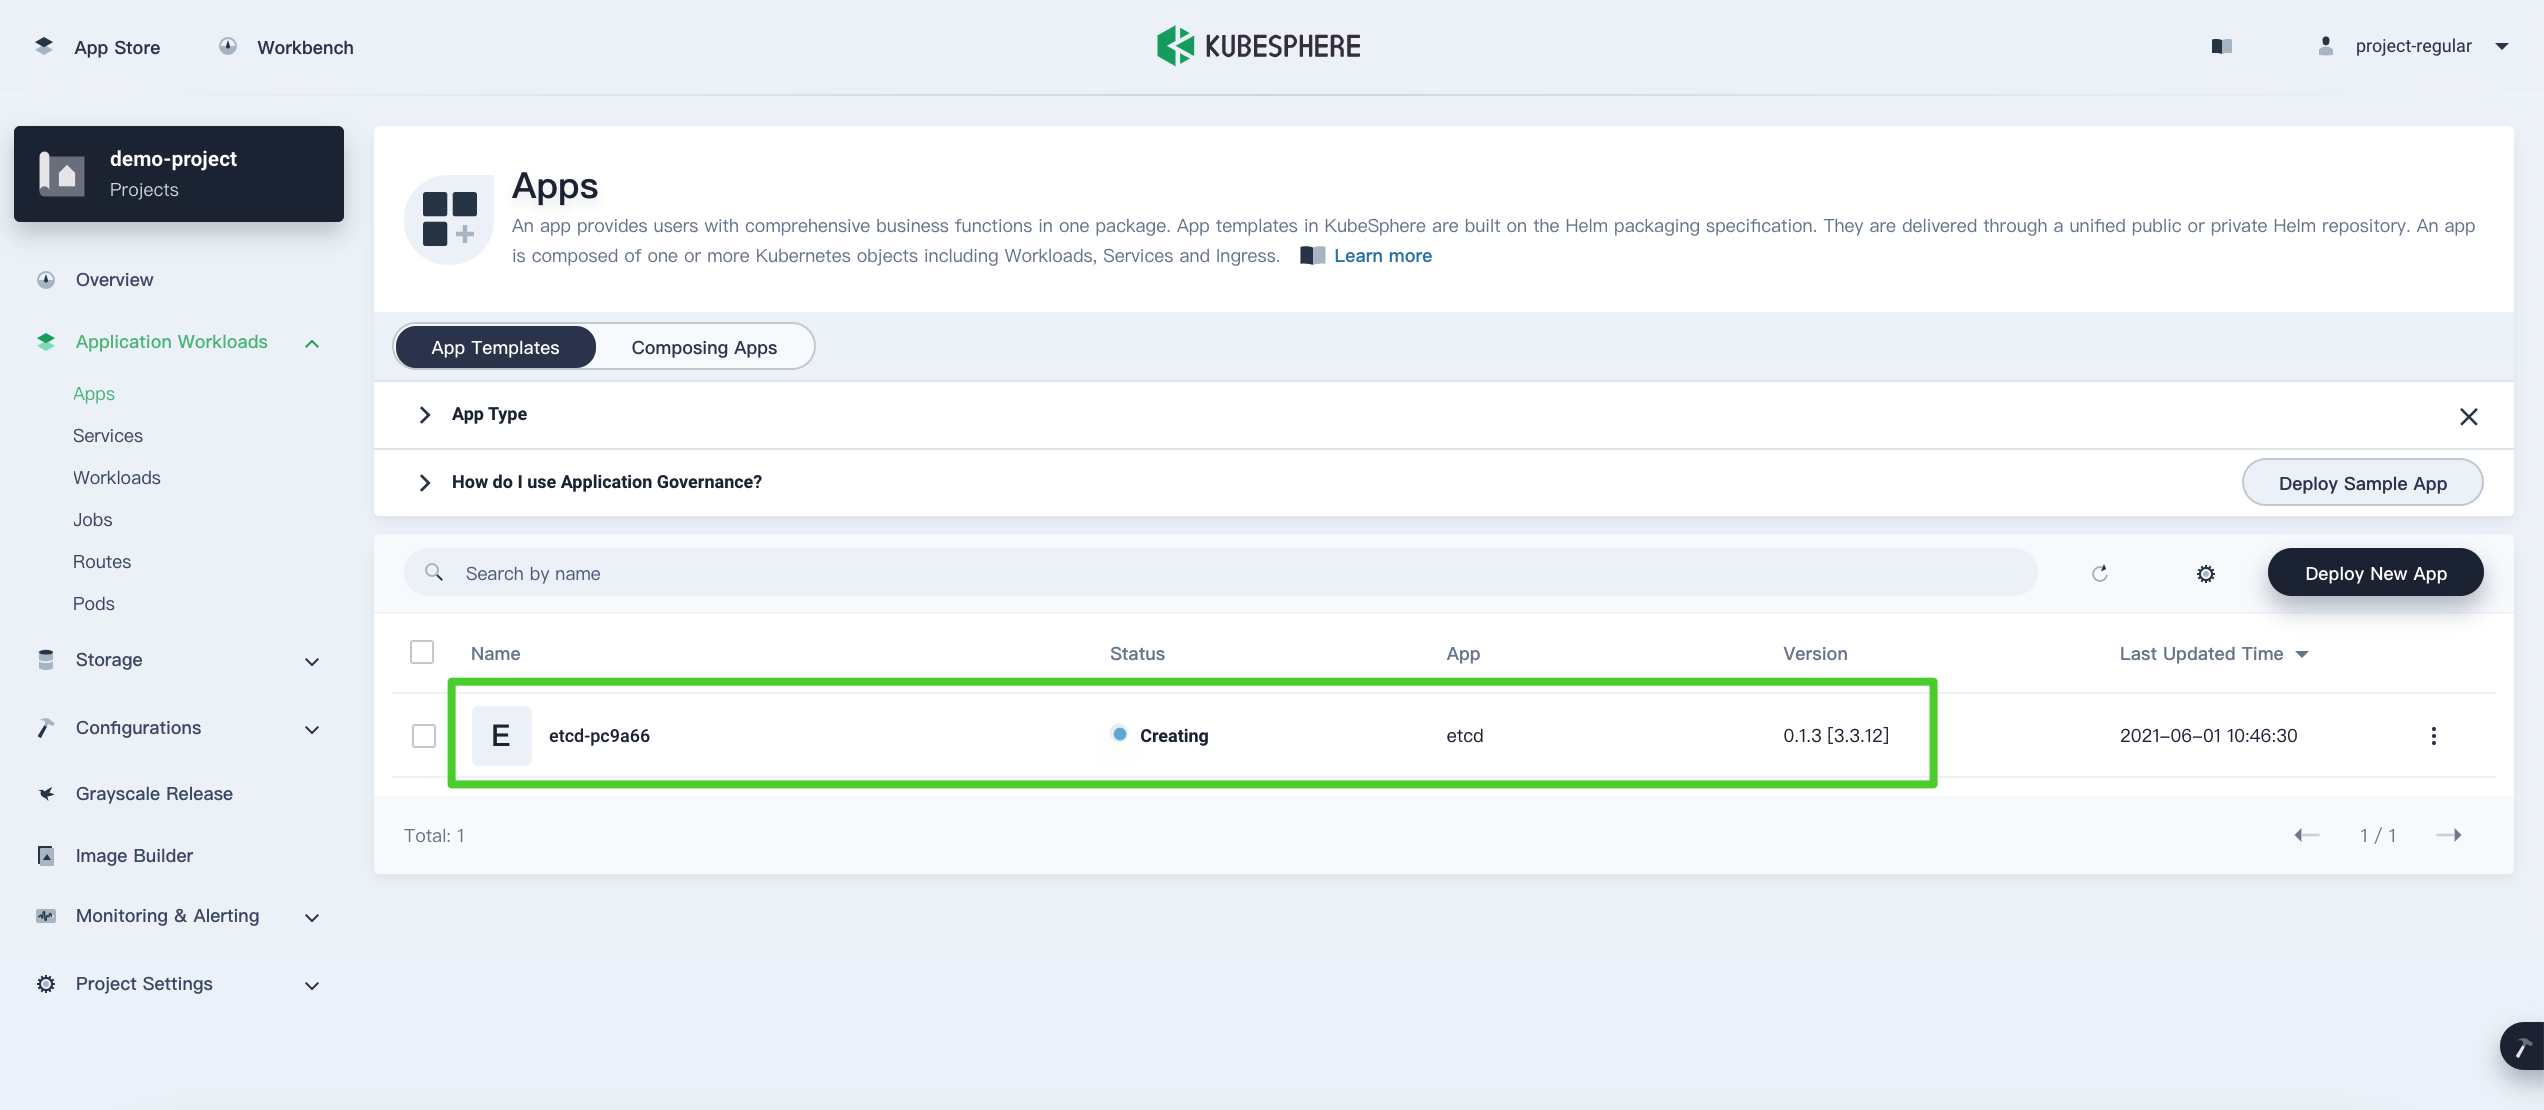 App Store
Workbench
KUBESPHERE
project-regular
demo-project
Projects
Overview
Application Workloads
Apps
Services
Workloads
Jobs
Routes
Pods
Storage
Configurations
Grayscale Release
Image Builder
Monitoring & Alerting
Project Settings
Apps
An app provides users with comprehensive business functions in one package. App templates in KubeSphere are built on the Helm packaging specification. They are delivered through a unified public or private Helm repository. An app
is composed of one or more Kubernetes objects including Workloads, Services and Ingress. Learn more
App Templates
Composing Apps
App Type
How do I use Application Governance?
Deploy Sample App
Search by name
Deploy New App
Name Status App Version Last Updated Time
E etcd-pc9a66 Creating etcd 0.1.3 [3.3.12] 2021-06-01 10:46:30
Total: 1
1 / 1